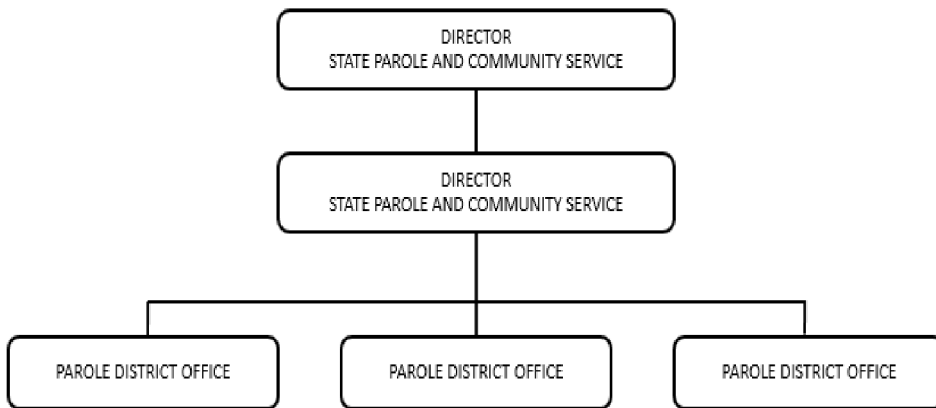 DIRECTOR
STATE PAROLE AND COMMUNITY SERVICE
DIRECTOR
STATE PAROLE AND COMMUNITY SERVICE
PAROLE DISTRICT OFFICE
PAROLE DISTRICT OFFICE
PAROLE DISTRICT OFFICE